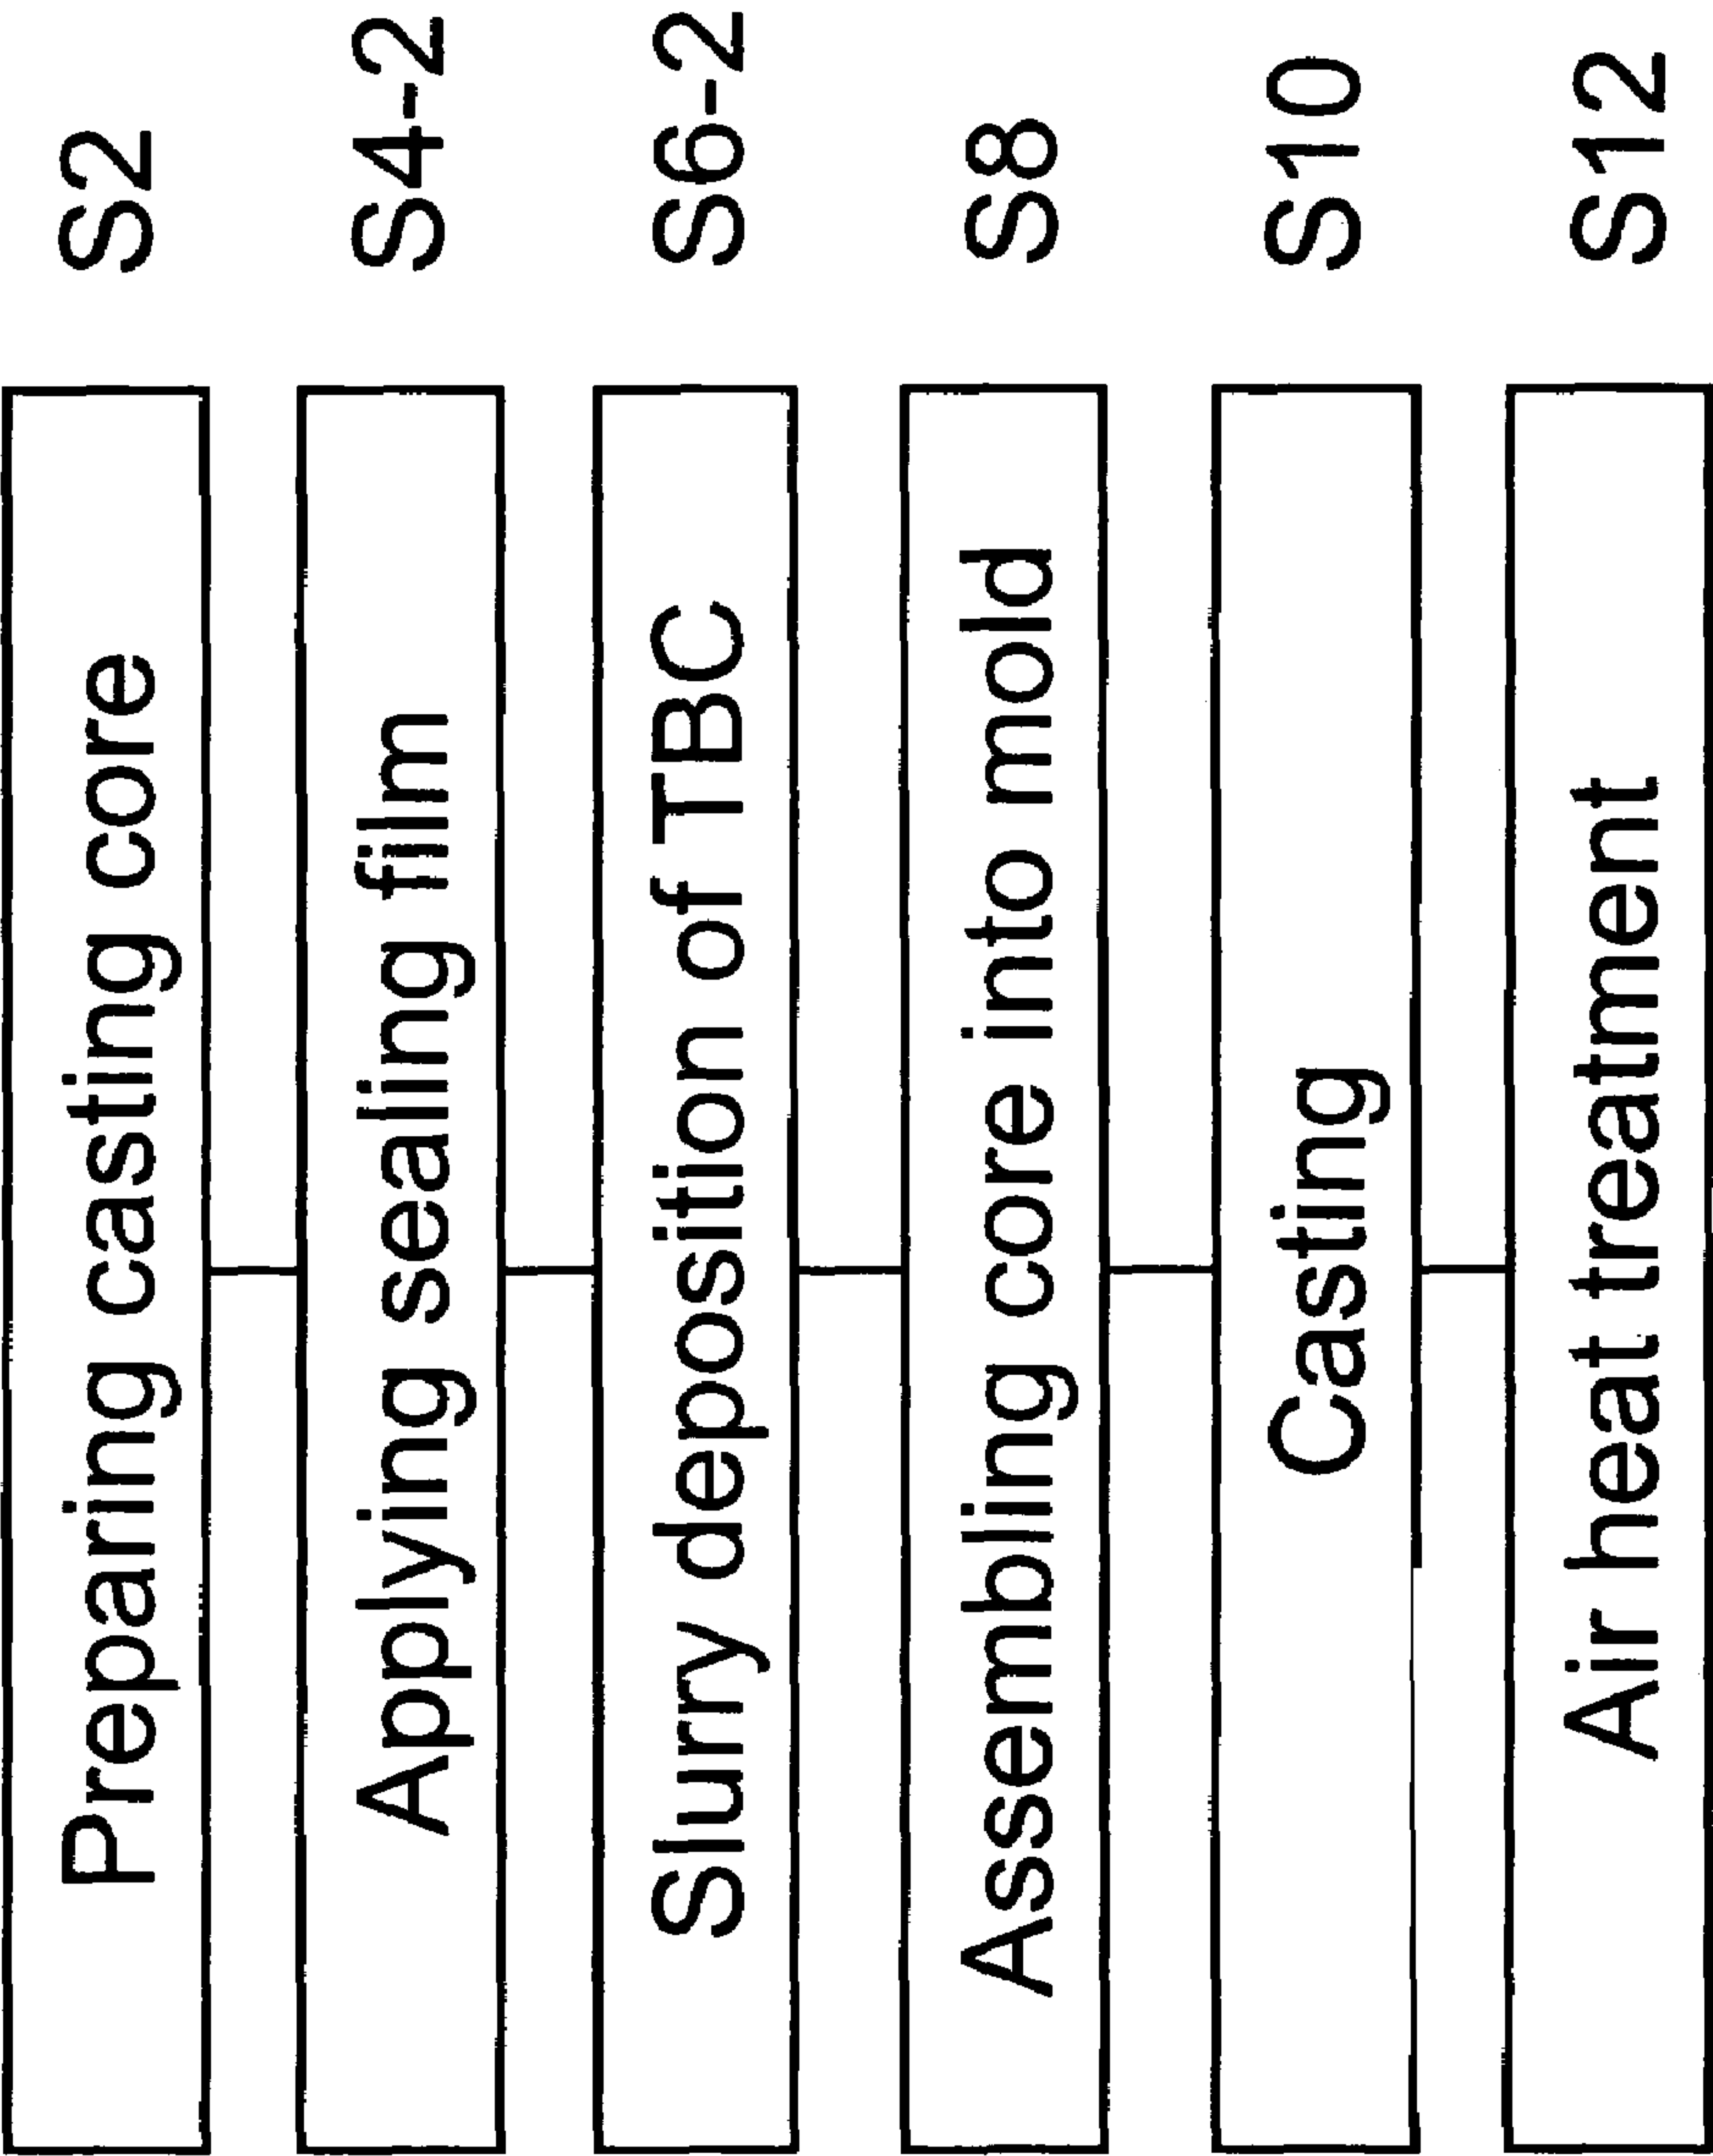 Preparing casting core S2
Applying sealing film S4-2
Slurry deposition of TBC S6-2
Assembling core into mold S8
Casting S10
Air heat treatment S12